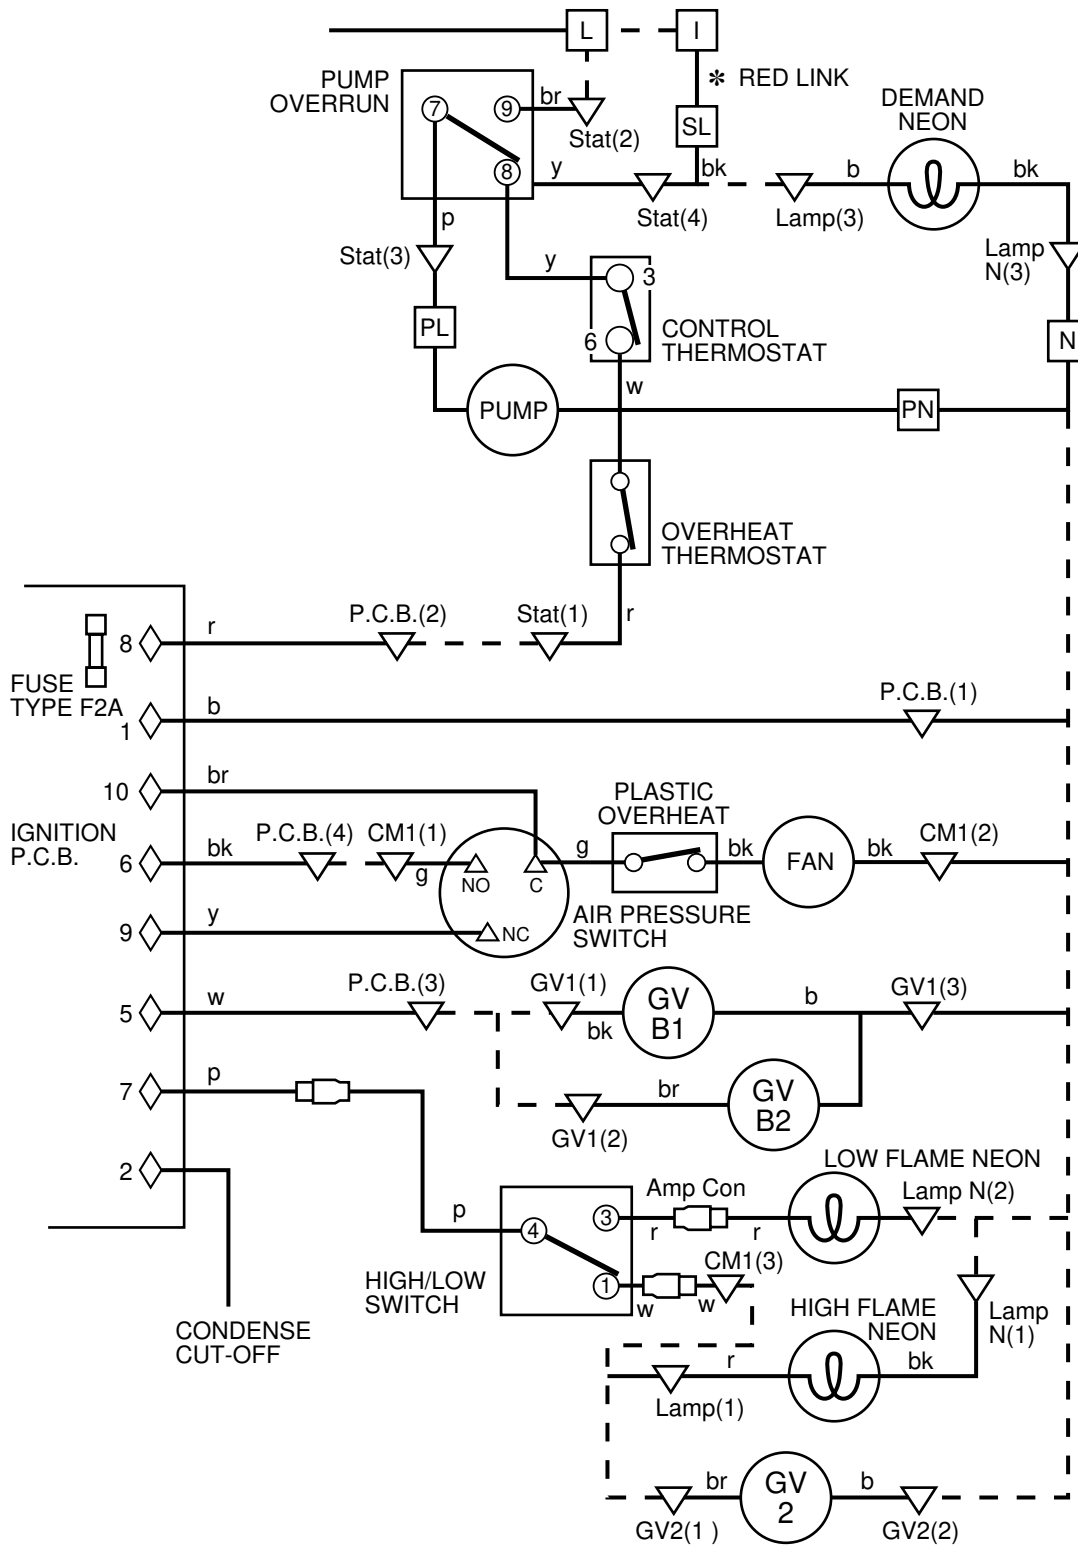 L
I
PUMP
OVERRUN
7
9
br
✻ RED LINK
DEMAND
NEON
Stat(2)
SL
8
y
bk
b
bk
p
Stat(4)
Lamp(3)
Lamp
N(3)
Stat(3)
y
3
PL
6
CONTROL
THERMOSTAT
N
w
PUMP
PN
OVERHEAT
THERMOSTAT
P.C.B.(2)
Stat(1)
r
8
r
FUSE
TYPE F2A
P.C.B.(1)
1
b
10
br
PLASTIC
OVERHEAT
IGNITION
P.C.B.
6
bk
P.C.B.(4)
CM1(1)
g
NO
C
g
bk
FAN
bk
CM1(2)
9
y
NC
AIR PRESSURE
SWITCH
5
w
P.C.B.(3)
GV1(1)
bk
GV
B1
b
GV1(3)
7
p
GV1(2)
br
GV
B2
2
LOW FLAME NEON
Amp Con
Lamp N(2)
p
4
3
r
r
1
CM1(3)
w
w
HIGH/LOW
SWITCH
HIGH FLAME
NEON
Lamp
N(1)
CONDENSE
CUT-OFF
r
bk
Lamp(1)
br
GV
2
b
GV2(1 )
GV2(2)